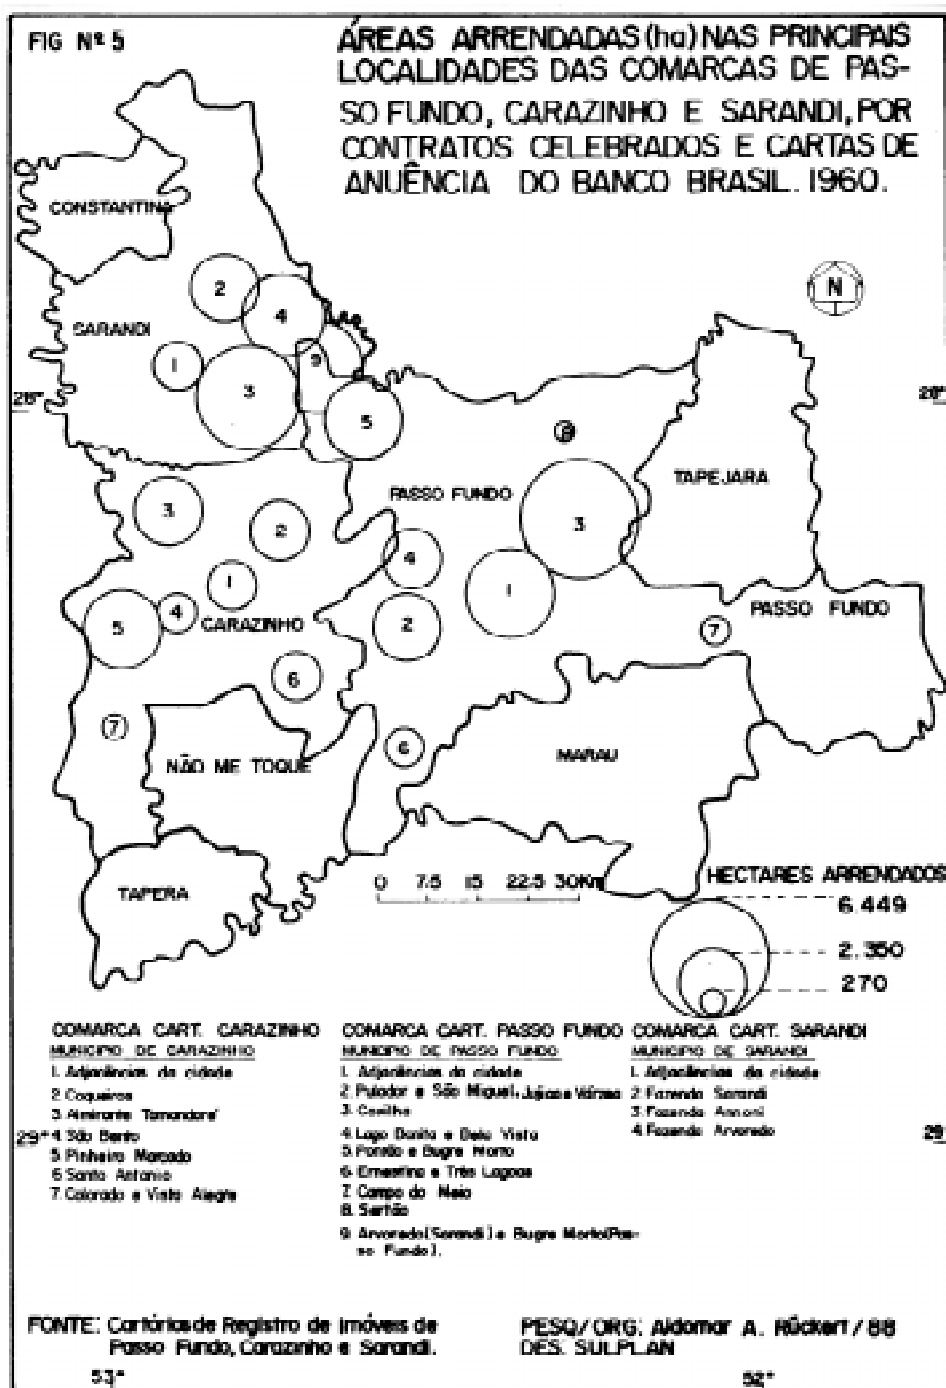 FIG Nº 5
ÁREAS ARRENDADAS (ha) NAS PRINCIPAIS
LOCALIDADES DAS COMARCAS DE PAS-
SO FUNDO, CARAZINHO E SARANDI, POR
CONTRATOS CELEBRADOS E CARTAS DE
ANUÊNCIA DO BANCO BRASIL. 1960.
CONSTANTINA
N
2
4
SARANDI
9
1
3
28°
28°
5
8
TAPEJARA
PASSO FUNDO
3
3
2
4
1
1
4
PASSO FUNDO
5
CARAZINHO
2
7
6
7
6
MARAU
NÃO ME TOQUE
TAPERA
0 7.5 15 22.5 30Km
HECTARES ARRENDADOS
6.449
2.350
270
COMARCA CART. CARAZINHO
MUNICIPIO DE CARAZINHO
1. Adjacências da cidade
2 Coqueiros
3 Almirante Tamandaré
4 São Bento
5 Pinheiro Marcado
6 Santo Antonio
7. Colorado e Vista Alegre
COMARCA CART. PASSO FUNDO
MUNICIPIO DE PASSO FUNDO
1. Adjacências da cidade
2. Pulador e São Miguel,
3. Coxilha
4. Lago Bonito e Bela Vista
5. Pontão e Bugre Morto
6 Ernestina e Três Lagoas
7. Campo do Meio
8. Sertão
9 Arvoredo (Sarandi) e Bugre Morto (Pas-
so Fundo).
COMARCA CART. SARANDI
MUNICIPIO DE SARANDI
1. Adjacências da cidade
2 Fazenda Sarandi
3 Fazenda Annoni
4 Fazenda Arvoredo
29°
29°
FONTE: Cartórios de Registro de Imóveis de
Passo Fundo, Carazinho e Sarandi.
PESQ/ORG: Aldomar A. Rückert / 88
DES: SULPLAN
53°
52°